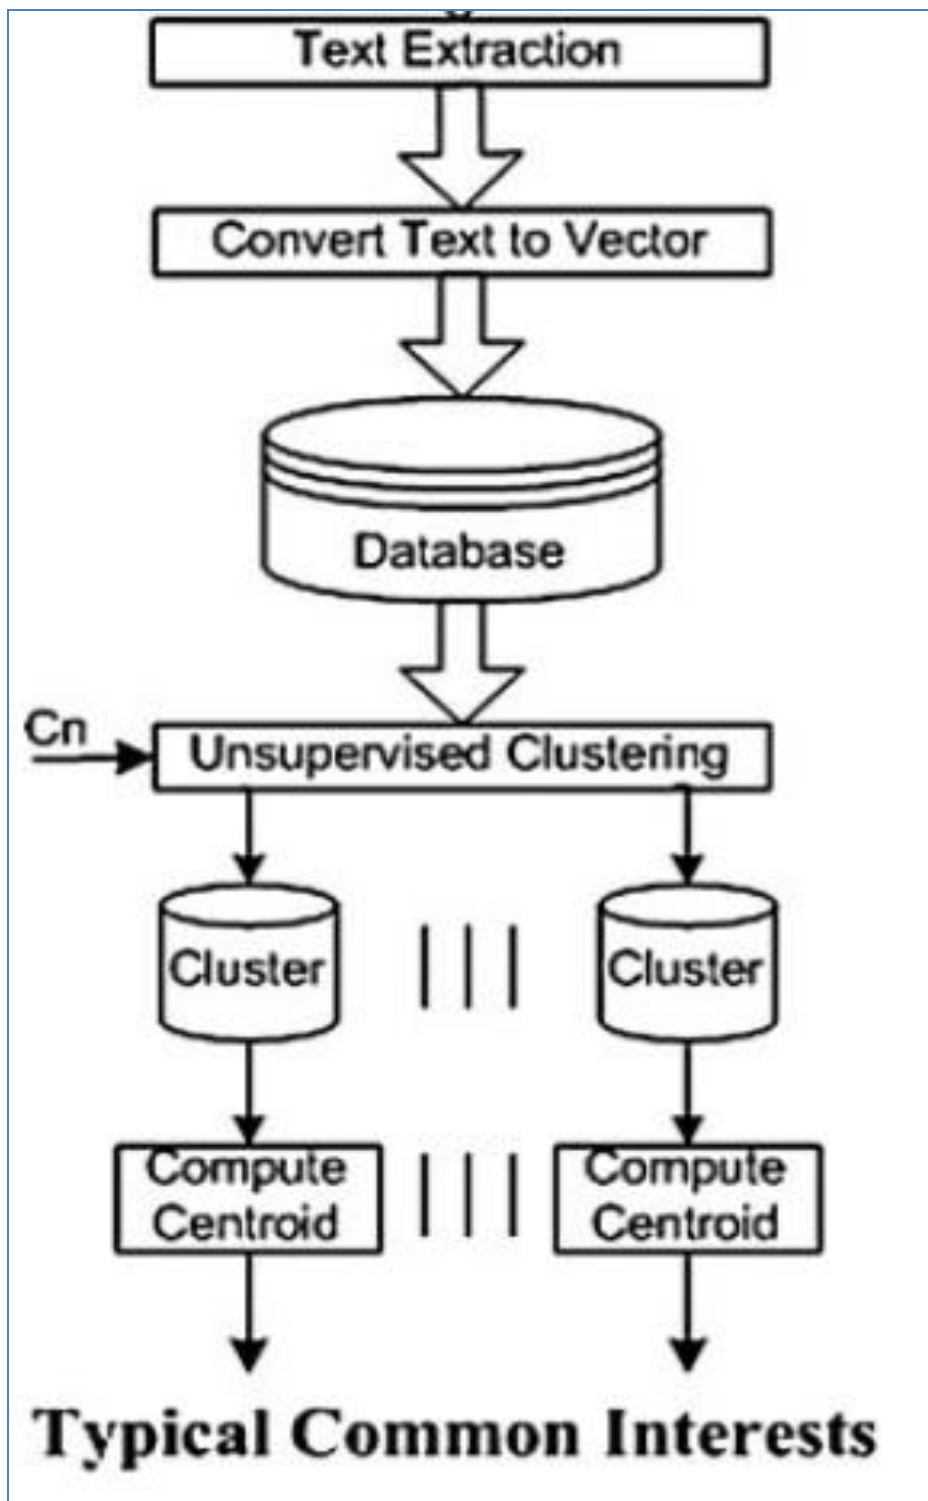 Text Extraction
Convert Text to Vector
Database
Cn
Unsupervised Clustering
Cluster
Cluster
Compute
Centroid
Compute
Centroid
Typical Common Interests